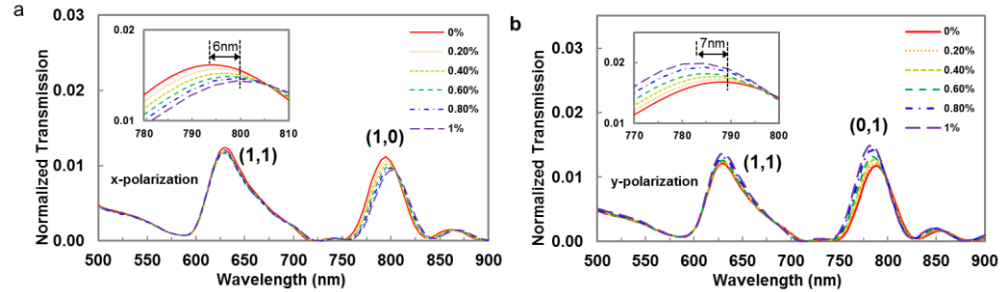 a
Normalized Transmission
0.03
0.02
0.01
0.00
0.02
0.01
6nm
780 790 800 810
0%
0.20%
0.40%
0.60%
0.80%
1%
(1,1)
(1,0)
x-polarization
500 550 600 650 700 750 800 850 900
Wavelength (nm)
b
Normalized Transmission
0.03
0.02
0.01
0.00
0.02
0.01
7nm
770 780 790 800
0%
0.20%
0.40%
0.60%
0.80%
1%
(1,1)
(0,1)
y-polarization
500 550 600 650 700 750 800 850 900
Wavelength (nm)